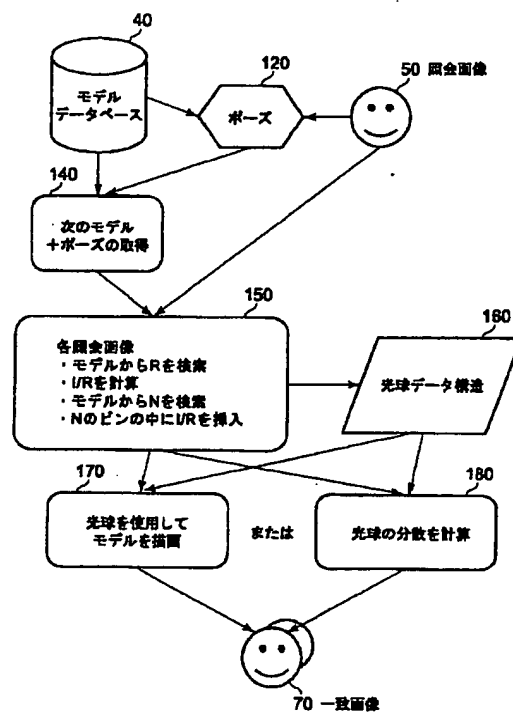 40
モデル
データベース
120
ポーズ
50 照会画像
140
次のモデル
+ポーズの取得
150
各照会画像
・モデルからRを検索
・I/Rを計算
・モデルからNを検索
・Nのビンの中にI/Rを挿入
160
光球データ構造
170
光球を使用して
モデルを描画
または
180
光球の分散を計算
70 一致画像